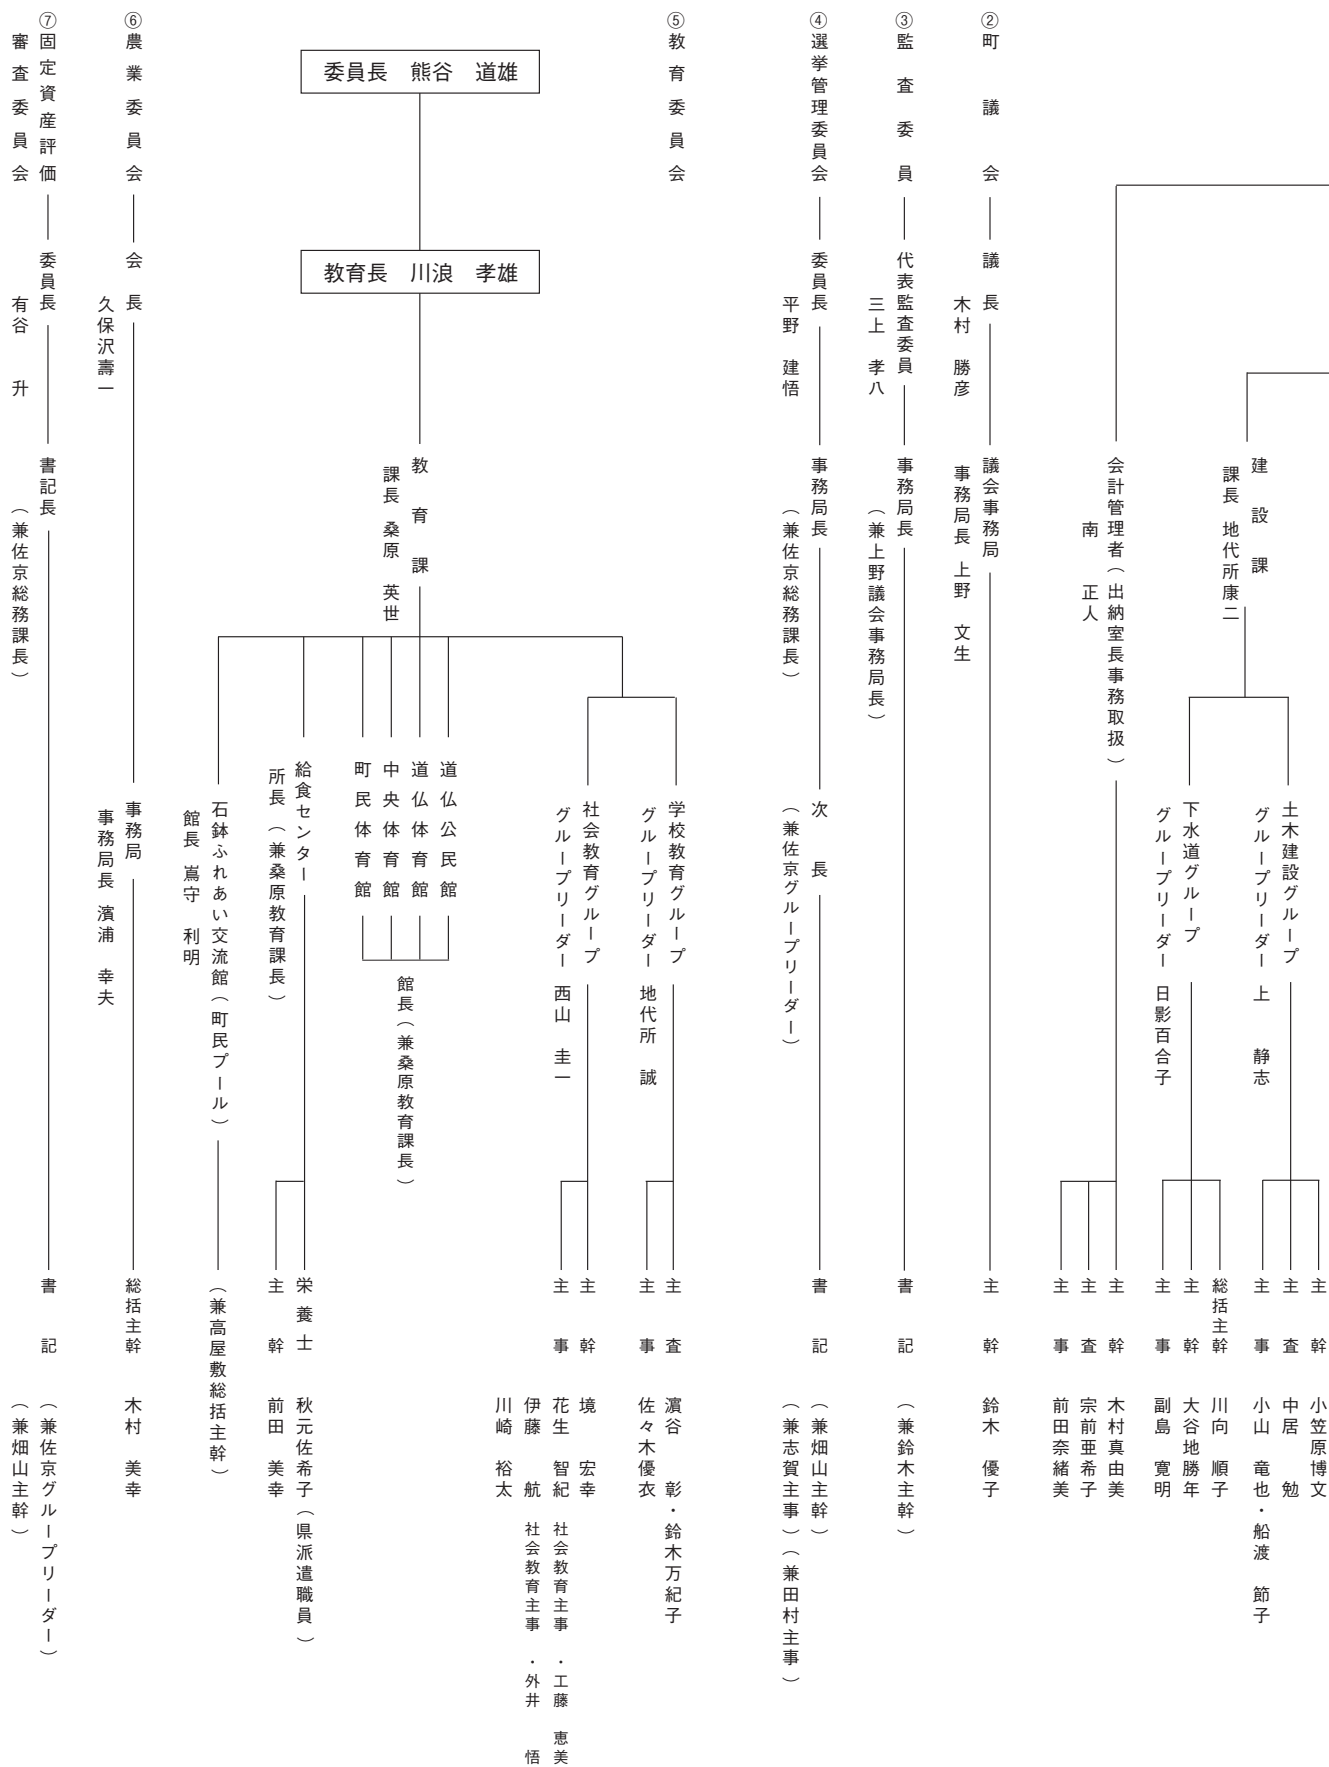 主幹　小笠原博文
主査　中居　勉
主事　小山　竜也・船渡　節子
土木建設グループ
グループリーダー　上　静志
総括主幹　川向　順子
主幹　大谷地勝年
主事　副島　寛明
下水道グループ
グループリーダー　日影百合子
建設課
課長　地代所康二
会計管理者（出納室長事務取扱）
南　正人
主幹　木村真由美
主査　宗前亜希子
主事　前田奈緒美
②町議会
議長
木村　勝彦
議会事務局
事務局長　上野　文生
主幹　鈴木　優子
③監査委員
代表監査委員
三上　孝八
事務局長
（兼上野議会事務局長）
書記
（兼鈴木主幹）
④選挙管理委員会
委員長
平野　建悟
事務局長
（兼佐京総務課長）
次長
（兼佐京グループリーダー）
書記
（兼畑山主幹）
（兼志賀主事）（兼田村主事）
⑤教育委員会
委員長　熊谷　道雄
教育長　川浪　孝雄
教育課
課長　桑原　英世
学校教育グループ
グループリーダー　地代所　誠
主査　濵谷　彰・鈴木万紀子
主事　佐々木優衣
社会教育グループ
グループリーダー　西山　圭一
主幹　境　宏幸
主事　花生　智紀　社会教育主事・工藤　恵美
伊藤　航　社会教育主事・外井　悟
川崎　裕太
道仏公民館
道仏体育館
中央体育館
町民体育館
館長（兼桑原教育課長）
給食センター
所長（兼桑原教育課長）
栄養士　秋元佐希子（県派遣職員）
主幹　前田　美幸
石鉢ふれあい交流館（町民プール）
館長　嶌守　利明
（兼高屋敷総括主幹）
⑥農業委員会
会長
久保沢壽一
事務局
事務局長　濱浦　幸夫
総括主幹　木村　美幸
⑦固定資産評価
審査委員会
委員長
有谷　升
書記長
（兼佐京総務課長）
書記　（兼佐京グループリーダー）
（兼畑山主幹）